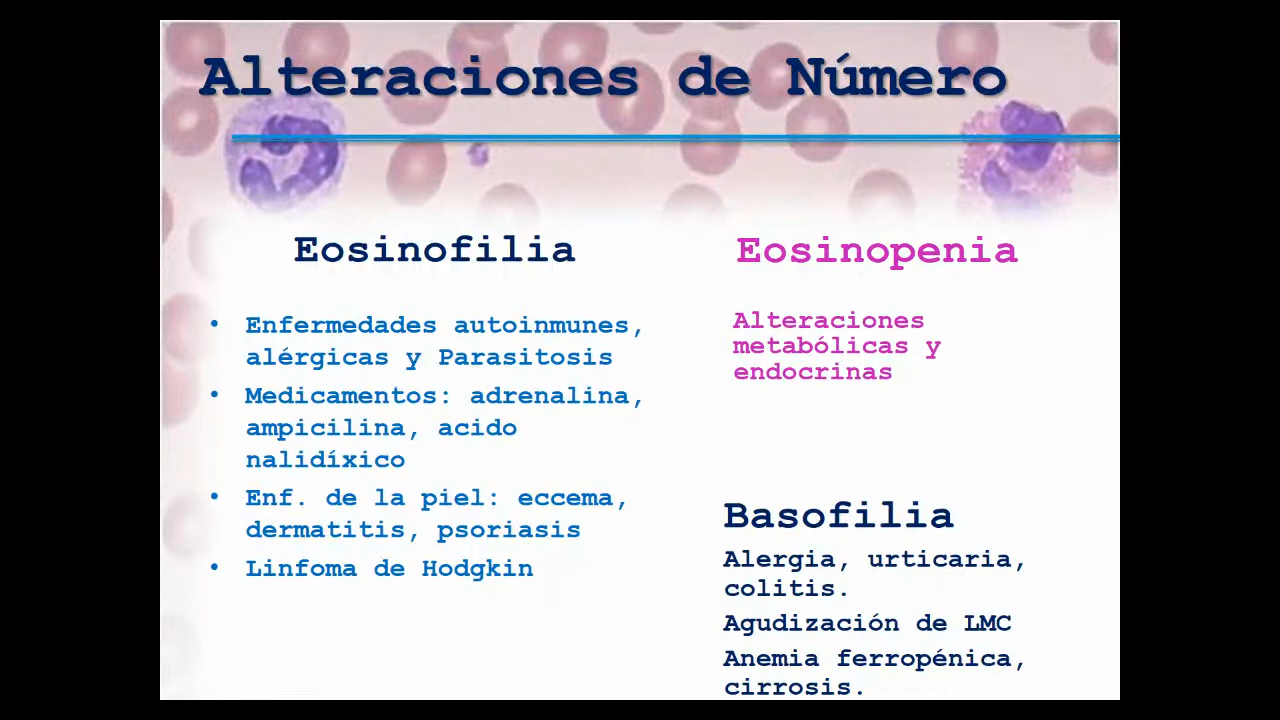 Alteraciones de Número
Eosinofilia
• Enfermedades autoinmunes,
alérgicas y Parasitosis
• Medicamentos: adrenalina,
ampicilina, acido
nalidíxico
• Enf. de la piel: eccema,
dermatitis, psoriasis
• Linfoma de Hodgkin
Eosinopenia
Alteraciones
metabólicas y
endocrinas
Basofilia
Alergia, urticaria,
colitis.
Agudización de LMC
Anemia ferropénica,
cirrosis.